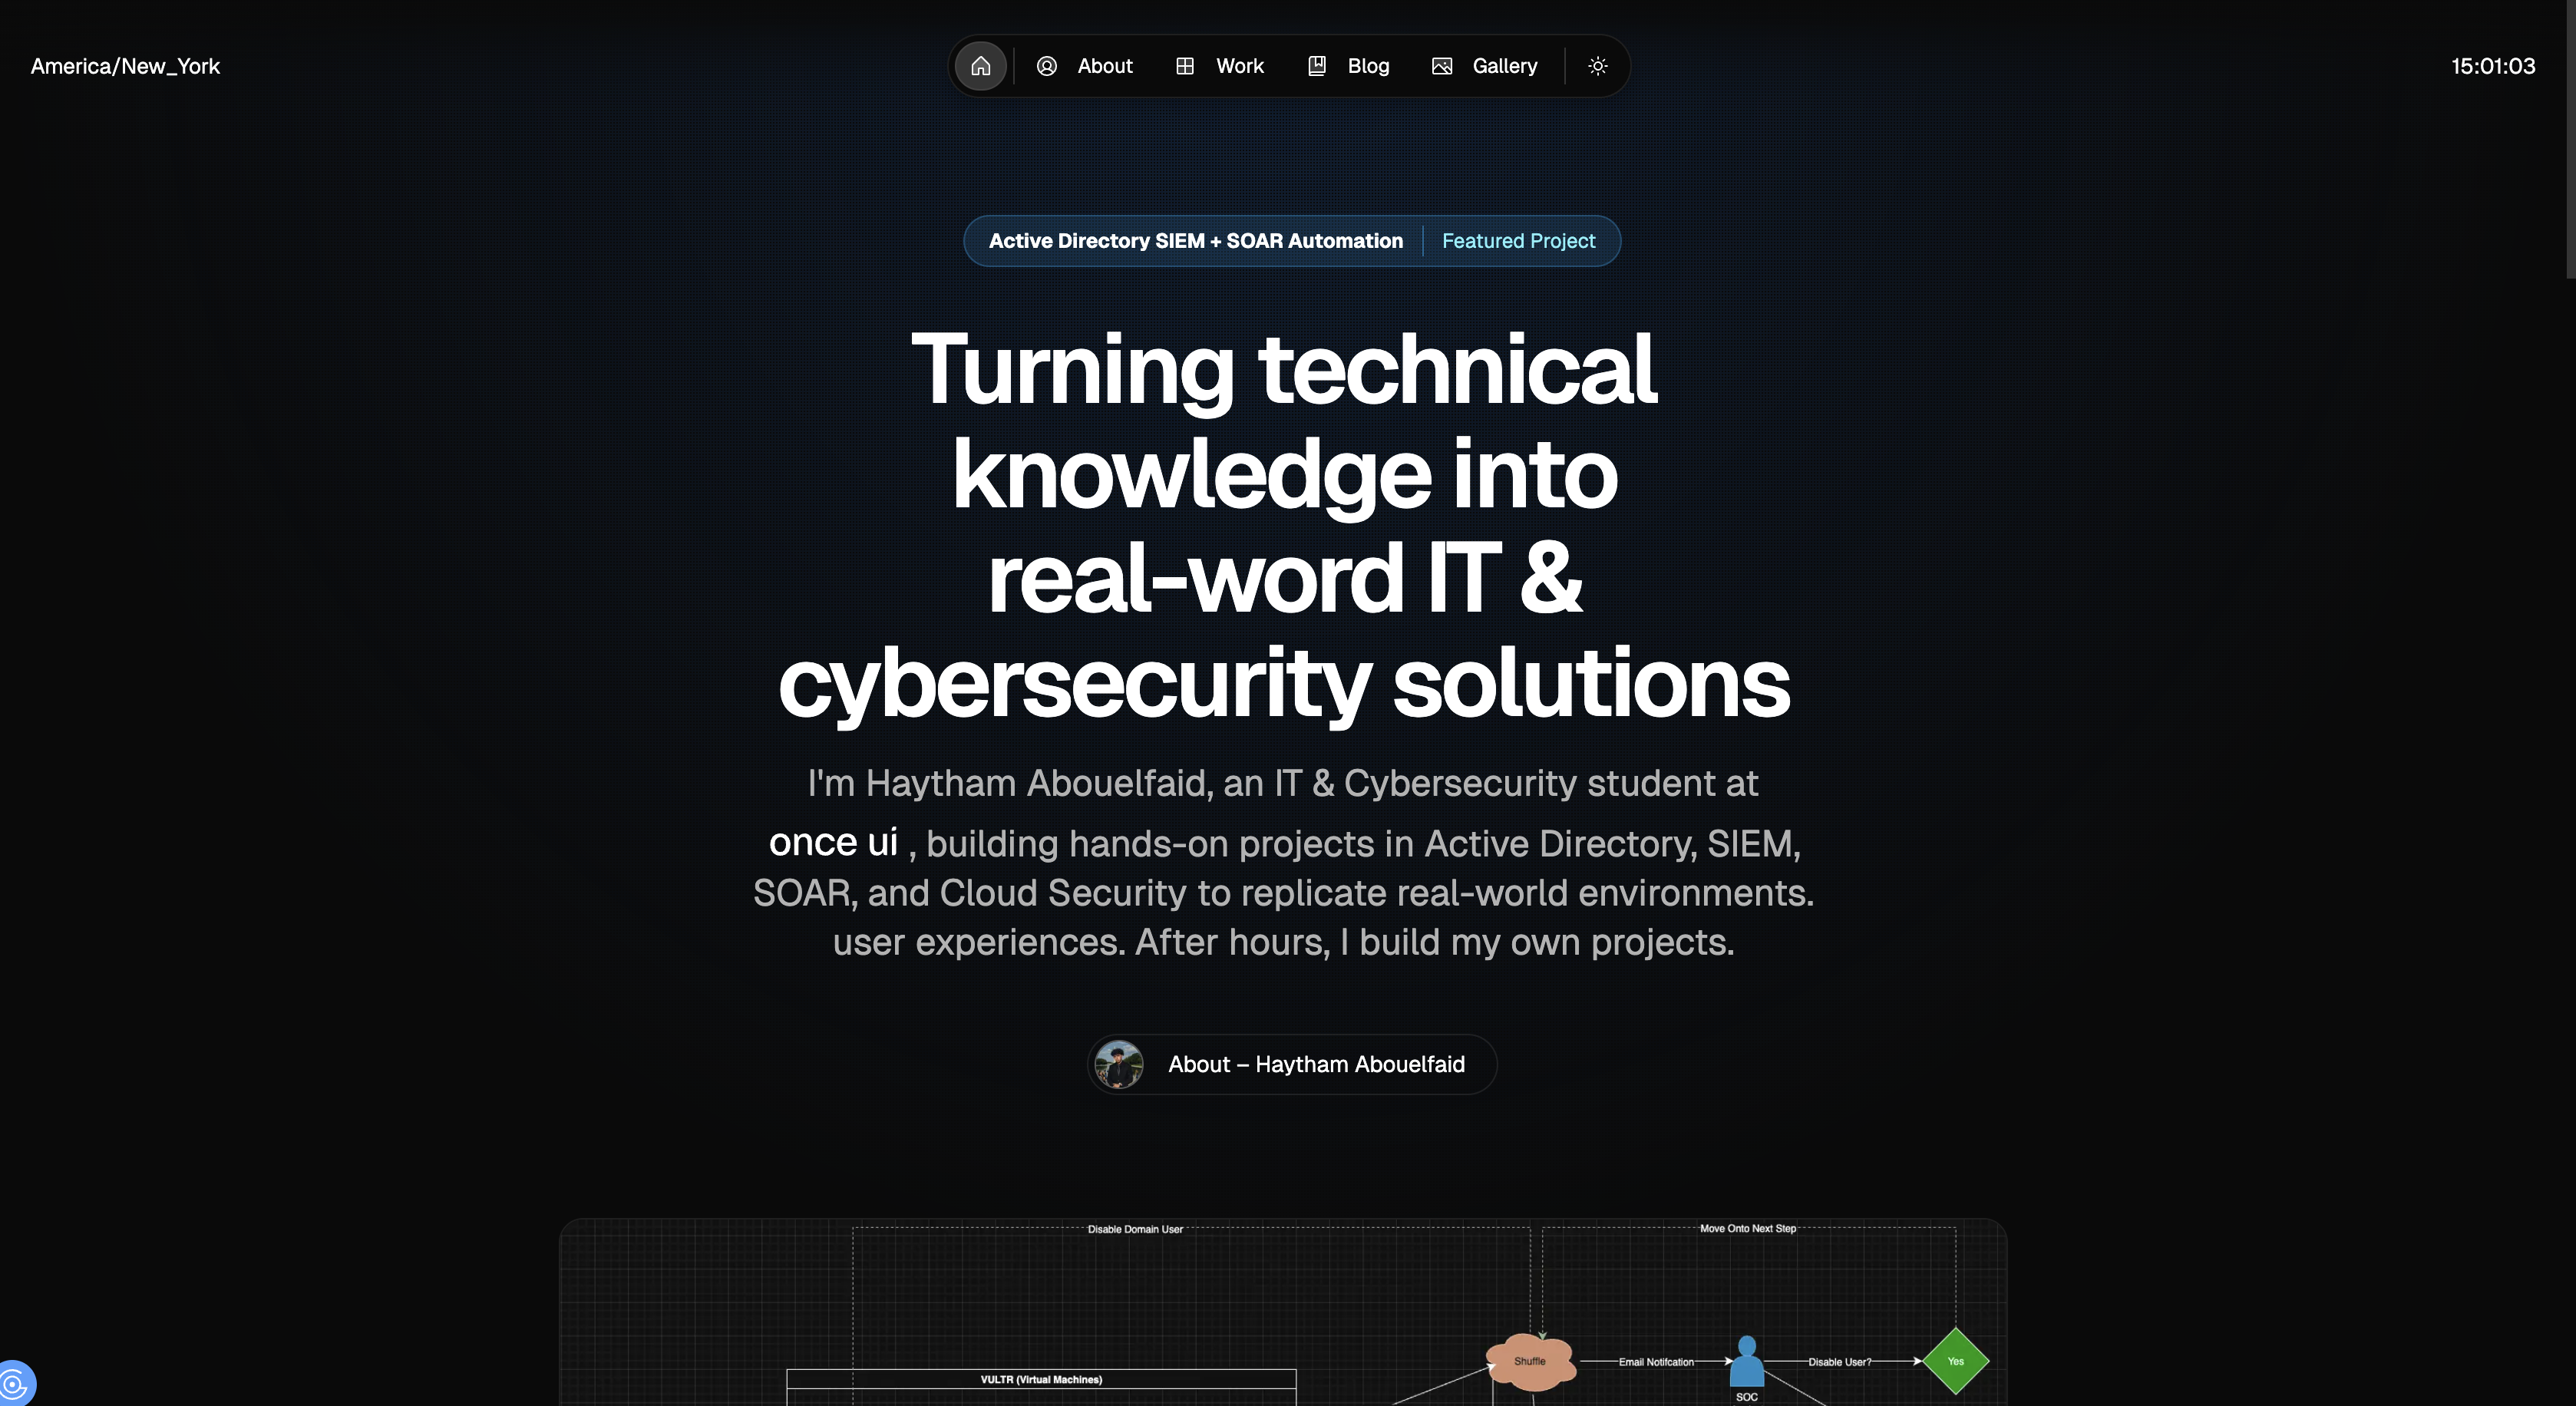 America/New_York
About
Work
Blog
Gallery
15:01:03
Active Directory SIEM + SOAR Automation
Featured Project
Turning technical
knowledge into
real-word IT &
cybersecurity solutions
I'm Haytham Abouelfaid, an IT & Cybersecurity student at
once ui , building hands-on projects in Active Directory, SIEM,
SOAR, and Cloud Security to replicate real-world environments.
user experiences. After hours, I build my own projects.
About – Haytham Abouelfaid
Disable Domain User
Move Onto Next Step
Shuffle
Email Notifcation
Disable User?
Yes
VULTR (Virtual Machines)
SOC